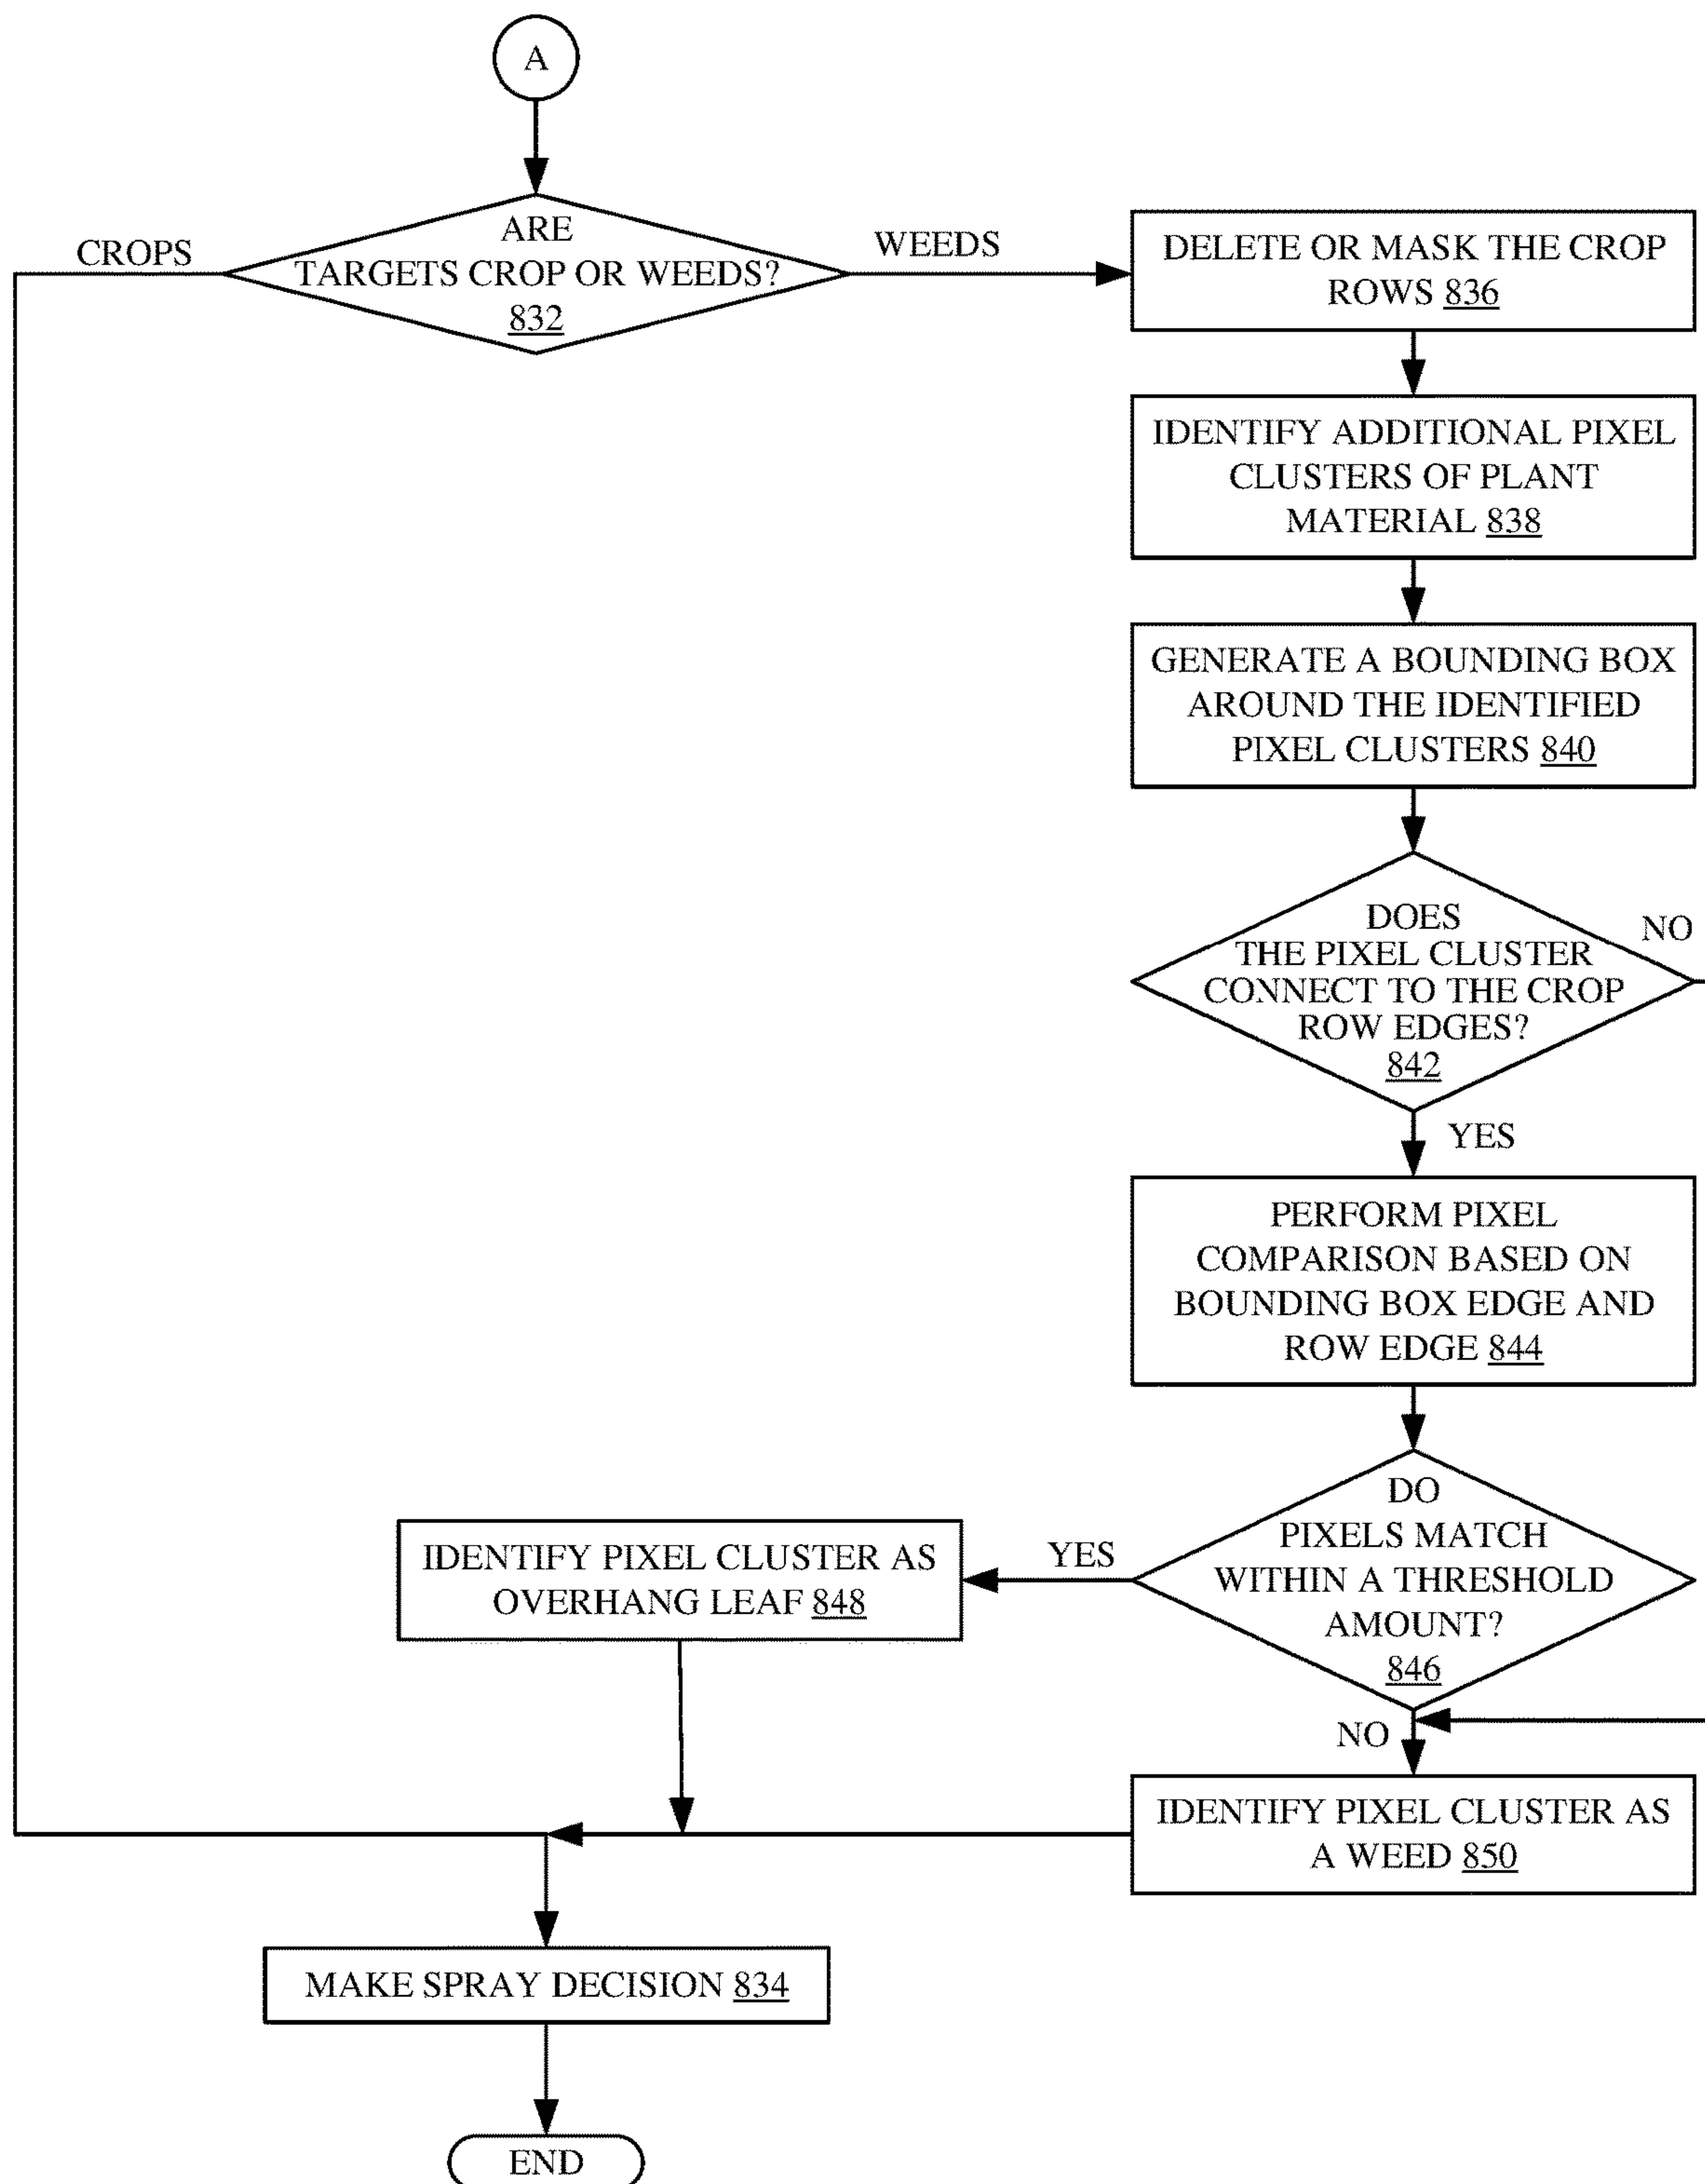 A
ARE
TARGETS CROP OR WEEDS?
832
CROPS
WEEDS
DELETE OR MASK THE CROP
ROWS 836
IDENTIFY ADDITIONAL PIXEL
CLUSTERS OF PLANT
MATERIAL 838
GENERATE A BOUNDING BOX
AROUND THE IDENTIFIED
PIXEL CLUSTERS 840
DOES
THE PIXEL CLUSTER
CONNECT TO THE CROP
ROW EDGES?
842
NO
YES
PERFORM PIXEL
COMPARISON BASED ON
BOUNDING BOX EDGE AND
ROW EDGE 844
DO
PIXELS MATCH
WITHIN A THRESHOLD
AMOUNT?
846
YES
IDENTIFY PIXEL CLUSTER AS
OVERHANG LEAF 848
NO
IDENTIFY PIXEL CLUSTER AS
A WEED 850
MAKE SPRAY DECISION 834
END